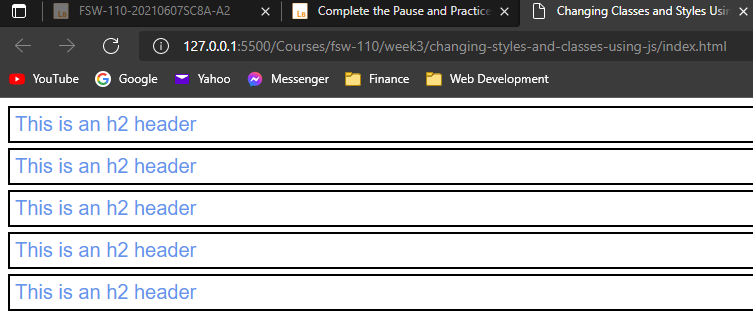 FSW-110-20210607SC8A-A2
Complete the Pause and Practice
Changing Classes and Styles Usin
127.0.0.1:5500/Courses/fsw-110/week3/changing-styles-and-classes-using-js/index.html
YouTube Google Yahoo Messenger Finance Web Development
This is an h2 header
This is an h2 header
This is an h2 header
This is an h2 header
This is an h2 header